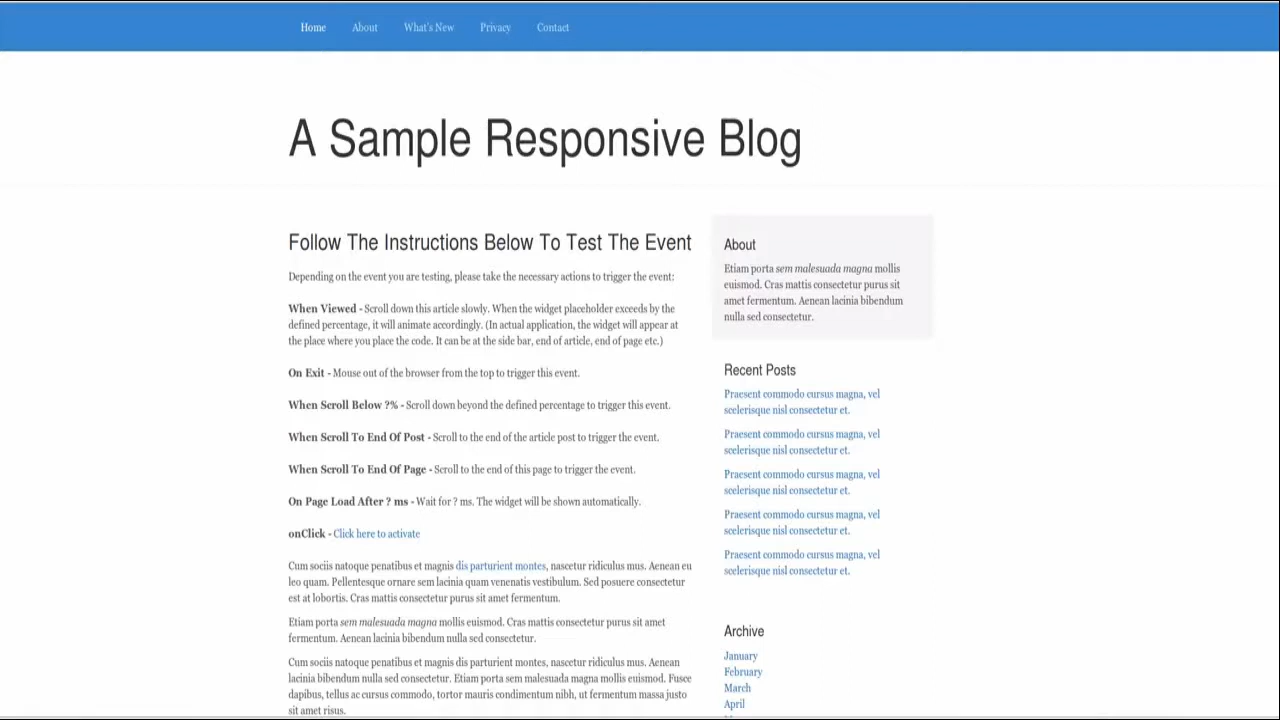 Home About What's New Privacy Contact
A Sample Responsive Blog
Follow The Instructions Below To Test The Event
Depending on the event you are testing, please take the necessary actions to trigger the event:
When Viewed - Scroll down this article slowly. When the widget placeholder exceeds by the
defined percentage, it will animate accordingly. (In actual application, the widget will appear at
the place where you place the code. It can be at the side bar, end of article, end of page etc.)
On Exit - Mouse out of the browser from the top to trigger this event.
When Scroll Below ?% - Scroll down beyond the defined percentage to trigger this event.
When Scroll To End Of Post - Scroll to the end of the article post to trigger the event.
When Scroll To End Of Page - Scroll to the end of this page to trigger the event.
On Page Load After ? ms - Wait for ? ms. The widget will be shown automatically.
onClick - Click here to activate
Cum sociis natoque penatibus et magnis dis parturient montes, nascetur ridiculus mus. Aenean eu
leo quam. Pellentesque ornare sem lacinia quam venenatis vestibulum. Sed posuere consectetur
est at lobortis. Cras mattis consectetur purus sit amet fermentum.
Etiam porta sem malesuada magna mollis euismod. Cras mattis consectetur purus sit amet
fermentum. Aenean lacinia bibendum nulla sed consectetur.
Cum sociis natoque penatibus et magnis dis parturient montes, nascetur ridiculus mus. Aenean
lacinia bibendum nulla sed consectetur. Etiam porta sem malesuada magna mollis euismod. Fusce
dapibus, tellus ac cursus commodo, tortor mauris condimentum nibh, ut fermentum massa justo
sit amet risus.
About
Etiam porta sem malesuada magna mollis
euismod. Cras mattis consectetur purus sit
amet fermentum. Aenean lacinia bibendum
nulla sed consectetur.
Recent Posts
Praesent commodo cursus magna, vel
scelerisque nisl consectetur et.
Praesent commodo cursus magna, vel
scelerisque nisl consectetur et.
Praesent commodo cursus magna, vel
scelerisque nisl consectetur et.
Praesent commodo cursus magna, vel
scelerisque nisl consectetur et.
Praesent commodo cursus magna, vel
scelerisque nisl consectetur et.
Archive
January
February
March
April